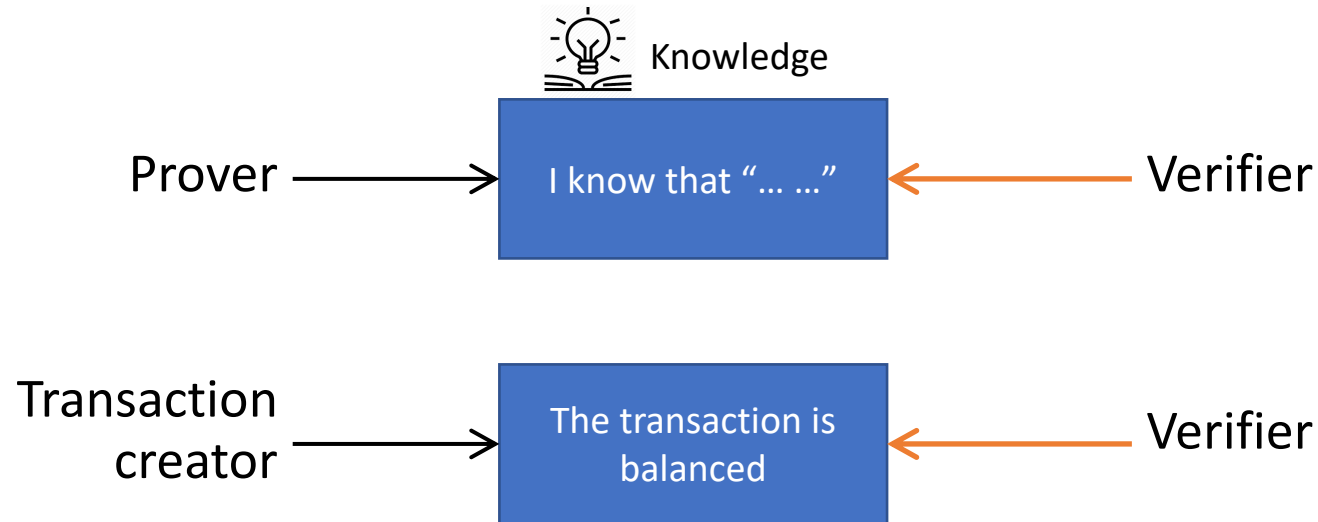 Knowledge
Prover
I know that “... ...”
Verifier
Transaction
creator
The transaction is
balanced
Verifier